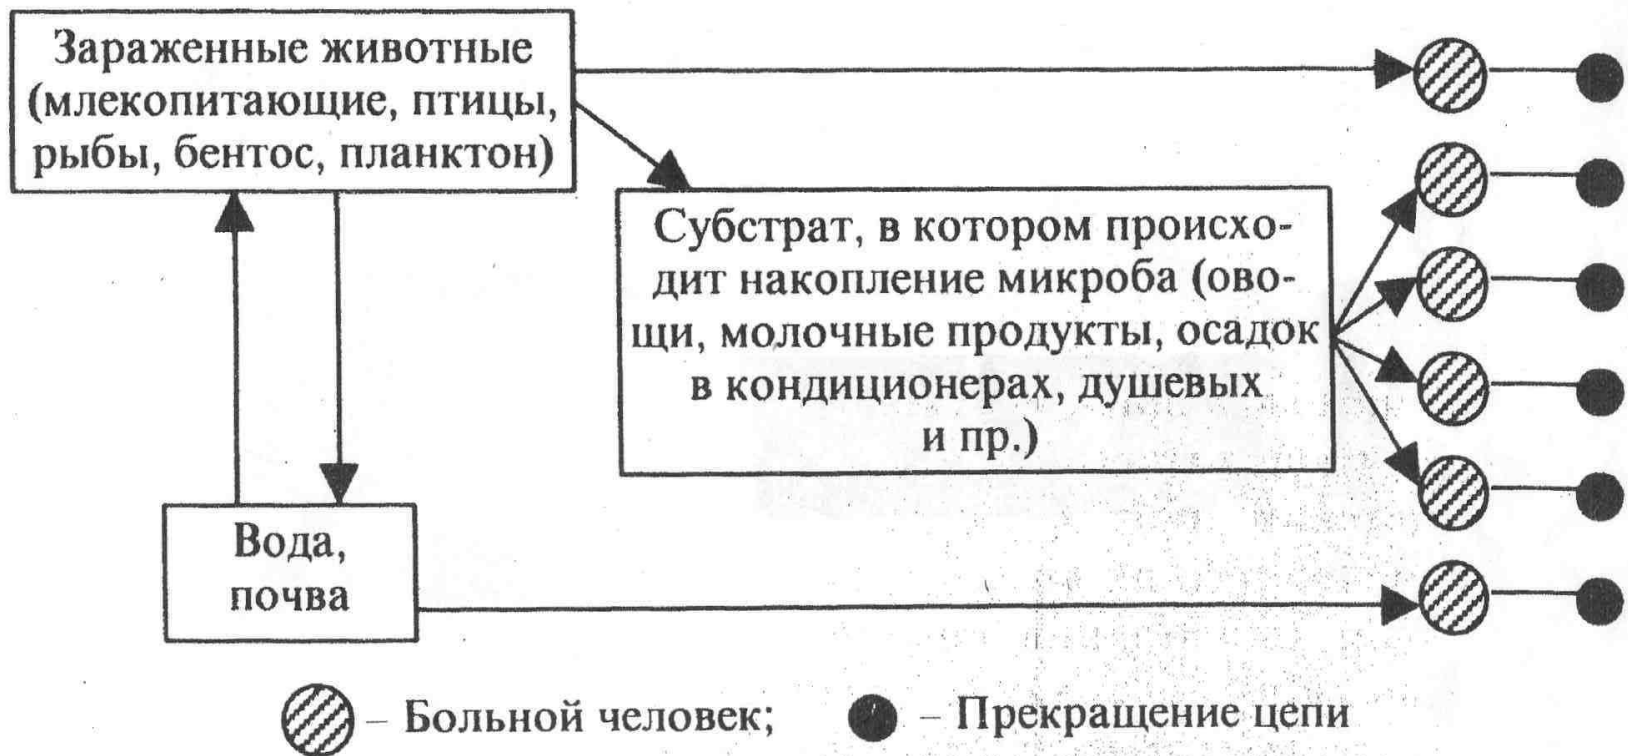 Зараженные животные
(млекопитающие, птицы,
рыбы, бентос, планктон)
Субстрат, в котором происхо-
дит накопление микроба (ово-
щи, молочные продукты, осадок
в кондиционерах, душевых
и пр.)
Вода,
почва
– Больной человек;
– Прекращение цепи